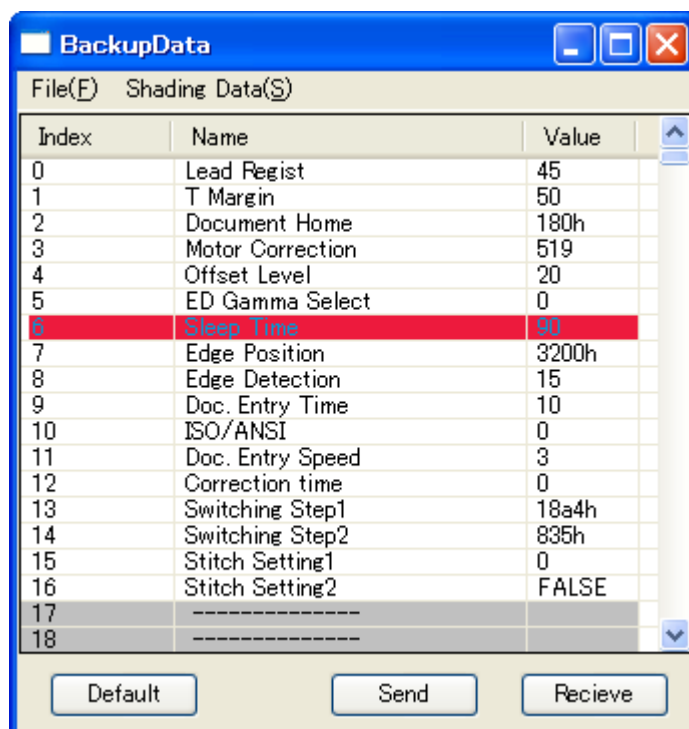 BackupData
File(F) Shading Data(S)
Index Name Value
0 Lead Regist 45
1 T Margin 50
2 Document Home 180h
3 Motor Correction 519
4 Offset Level 20
5 ED Gamma Select 0
6 Sleep Time 90
7 Edge Position 3200h
8 Edge Detection 15
9 Doc. Entry Time 10
10 ISO/ANSI 0
11 Doc. Entry Speed 3
12 Correction time 0
13 Switching Step1 18a4h
14 Switching Step2 835h
15 Stitch Setting1 0
16 Stitch Setting2 FALSE
17 --------------
18 --------------
Default Send Recieve